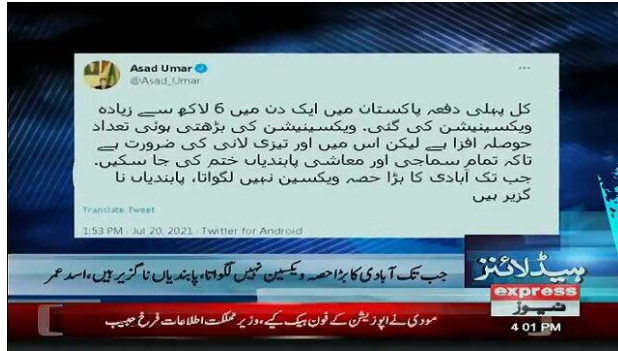 Asad Umar
@Asad_Umar
کل پہلی دفعہ پاکستان میں ایک دن میں 6 لاکھ سے زیادہ
ویکسینیشن کی گئی. ویکسینیشن کی بڑھتی ہوئی تعداد
حوصلہ افزا ہے لیکن اس میں اور تیزی لانی کی ضرورت ہے
تاکہ تمام سماجی اور معاشی پابندیاں ختم کی جا سکیں.
جب تک آبادی کا بڑا حصہ ویکسین نہیں لگواتا، پابندیاں نا
گزیر ہیں
Translate Tweet
1:53 PM · Jul 20, 2021 · Twitter for Android
ہیڈلائنز
جب تک آبادی کا بڑا حصہ ویکسین نہیں لگواتا، پابندیاں ناگزیر ہیں، اسد عمر
express
نیوز
مودی نے اپوزیشن کے فون ہیک کیے، وزیر مملکت اطلاعات فرخ حبیب
4 01 PM